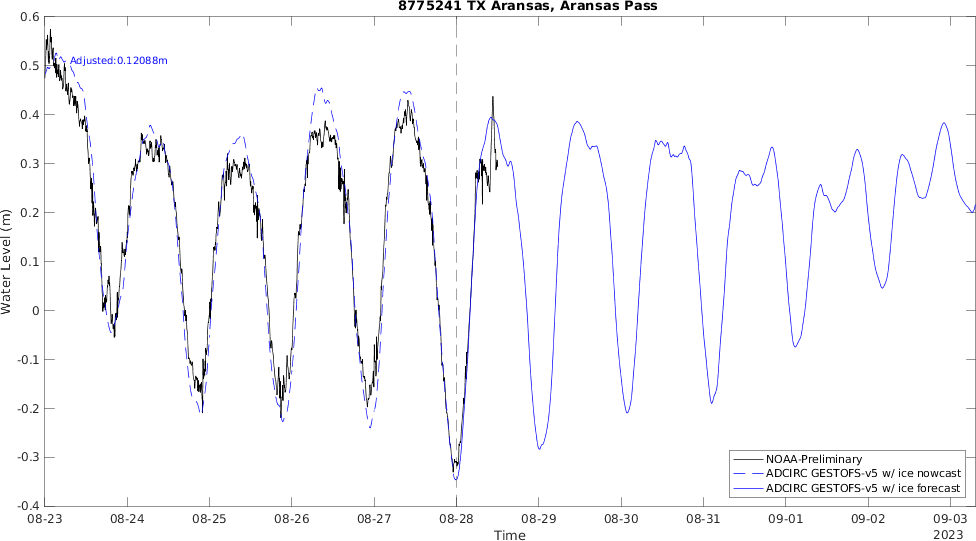 8775241 TX Aransas, Aransas Pass
0.6
0.5
0.4
0.3
0.2
0.1
0
-0.1
-0.2
-0.3
-0.4
Water Level (m)
Adjusted:0.12088m
NOAA-Preliminary
ADCIRC GESTOFS-v5 w/ ice nowcast
ADCIRC GESTOFS-v5 w/ ice forecast
08-23 08-24 08-25 08-26 08-27 08-28 08-29 08-30 08-31 09-01 09-02 09-03
Time
2023